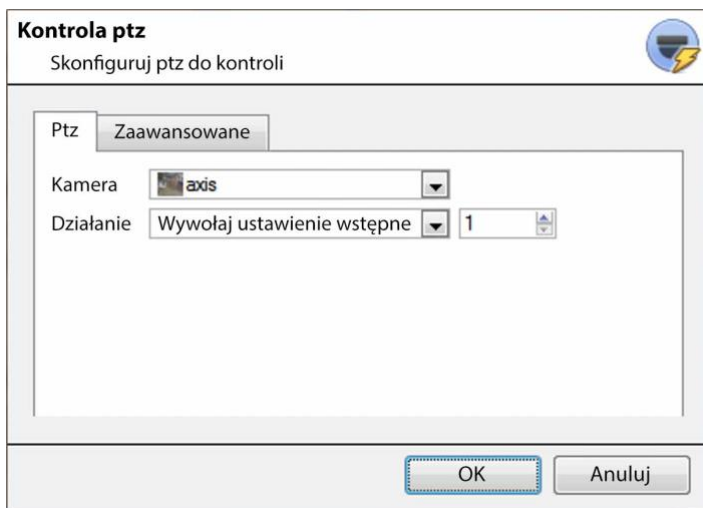 Kontrola ptz
Skonfiguruj ptz do kontroli
Ptz Zaawansowane
Kamera axis
Działanie Wywołaj ustawienie wstępne 1
OK Anuluj